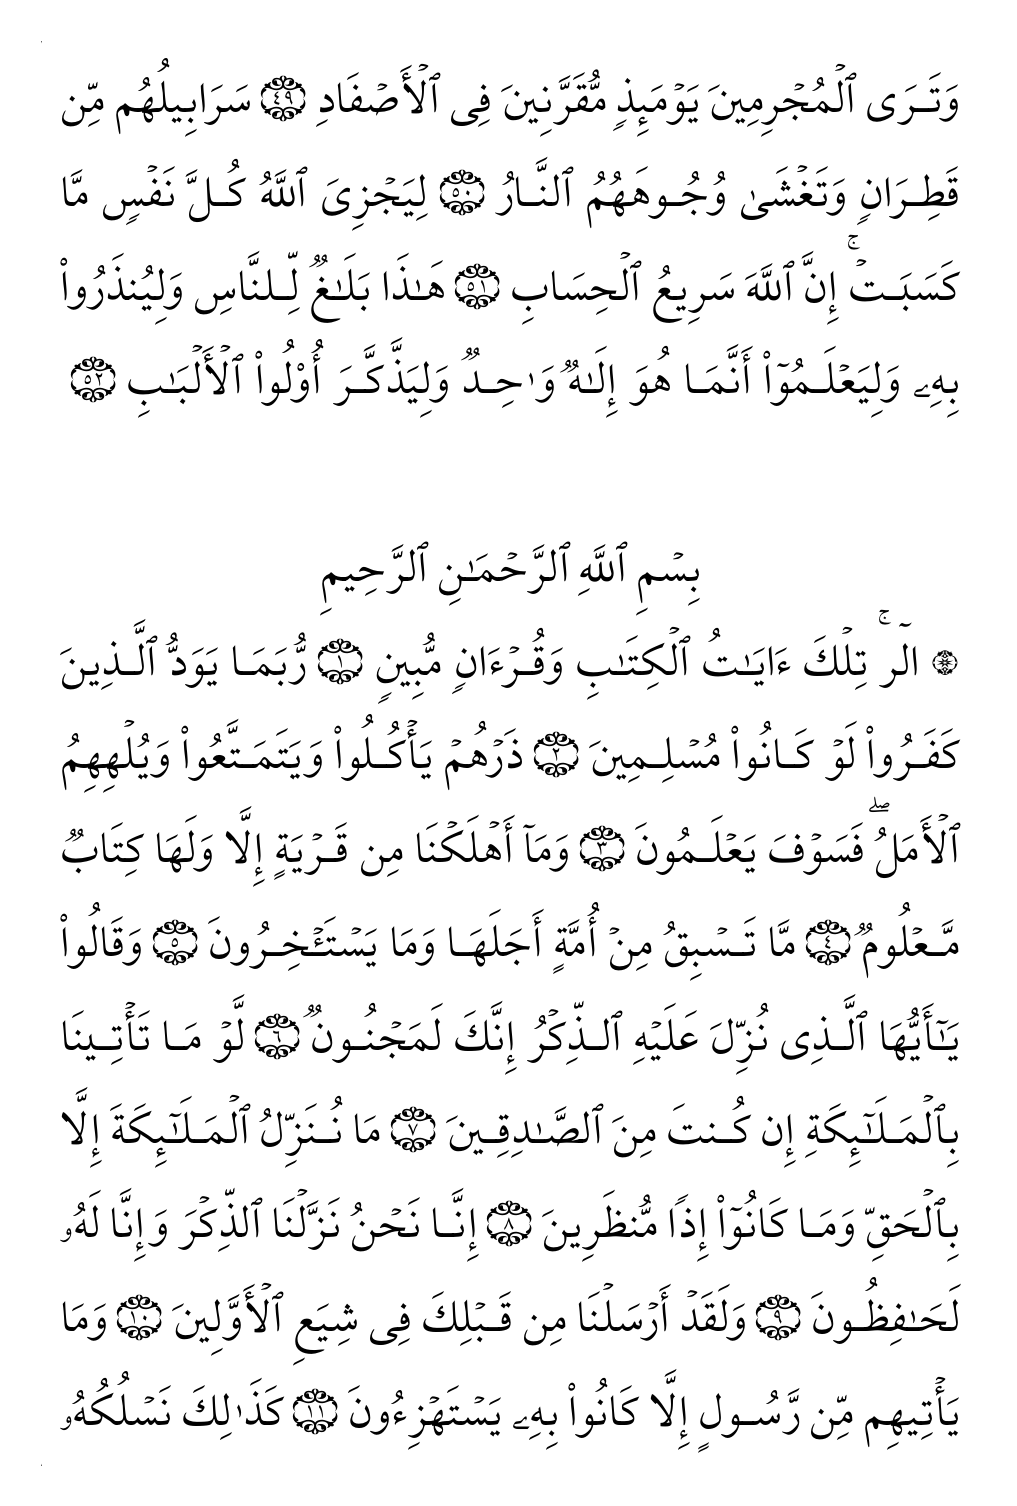 وَتَرَى ٱلْمُجْرِمِينَ يَوْمَئِذٍ مُّقَرَّنِينَ فِى ٱلْأَصْفَادِ ٤٩ سَرَابِيلُهُم مِّن
قَطِرَانٍ وَتَغْشَىٰ وُجُوهَهُمُ ٱلنَّارُ ٥٠ لِيَجْزِىَ ٱللَّهُ كُلَّ نَفْسٍ مَّا
كَسَبَتْ ۚ إِنَّ ٱللَّهَ سَرِيعُ ٱلْحِسَابِ ٥١ هَـٰذَا بَلَـٰغٌ لِّلنَّاسِ وَلِيُنذَرُوا۟
بِهِۦ وَلِيَعْلَمُوٓا۟ أَنَّمَا هُوَ إِلَـٰهٌ وَٰحِدٌ وَلِيَذَّكَّرَ أُو۟لُوا۟ ٱلْأَلْبَـٰبِ ٥٢
بِسْمِ ٱللَّهِ ٱلرَّحْمَـٰنِ ٱلرَّحِيمِ
۞ الٓر ۚ تِلْكَ ءَايَـٰتُ ٱلْكِتَـٰبِ وَقُرْءَانٍ مُّبِينٍ ١ رُّبَمَا يَوَدُّ ٱلَّذِينَ
كَفَرُوا۟ لَوْ كَانُوا۟ مُسْلِمِينَ ٢ ذَرْهُمْ يَأْكُلُوا۟ وَيَتَمَتَّعُوا۟ وَيُلْهِهِمُ
ٱلْأَمَلُ ۖ فَسَوْفَ يَعْلَمُونَ ٣ وَمَآ أَهْلَكْنَا مِن قَرْيَةٍ إِلَّا وَلَهَا كِتَابٌ
مَّعْلُومٌ ٤ مَّا تَسْبِقُ مِنْ أُمَّةٍ أَجَلَهَا وَمَا يَسْتَـْٔخِرُونَ ٥ وَقَالُوا۟
يَـٰٓأَيُّهَا ٱلَّذِى نُزِّلَ عَلَيْهِ ٱلذِّكْرُ إِنَّكَ لَمَجْنُونٌ ٦ لَّوْ مَا تَأْتِينَا
بِٱلْمَلَـٰٓئِكَةِ إِن كُنتَ مِنَ ٱلصَّـٰدِقِينَ ٧ مَا نُنَزِّلُ ٱلْمَلَـٰٓئِكَةَ إِلَّا
بِٱلْحَقِّ وَمَا كَانُوٓا۟ إِذًا مُّنظَرِينَ ٨ إِنَّا نَحْنُ نَزَّلْنَا ٱلذِّكْرَ وَإِنَّا لَهُۥ
لَحَـٰفِظُونَ ٩ وَلَقَدْ أَرْسَلْنَا مِن قَبْلِكَ فِى شِيَعِ ٱلْأَوَّلِينَ ١٠ وَمَا
يَأْتِيهِم مِّن رَّسُولٍ إِلَّا كَانُوا۟ بِهِۦ يَسْتَهْزِءُونَ ١١ كَذَٰلِكَ نَسْلُكُهُۥ